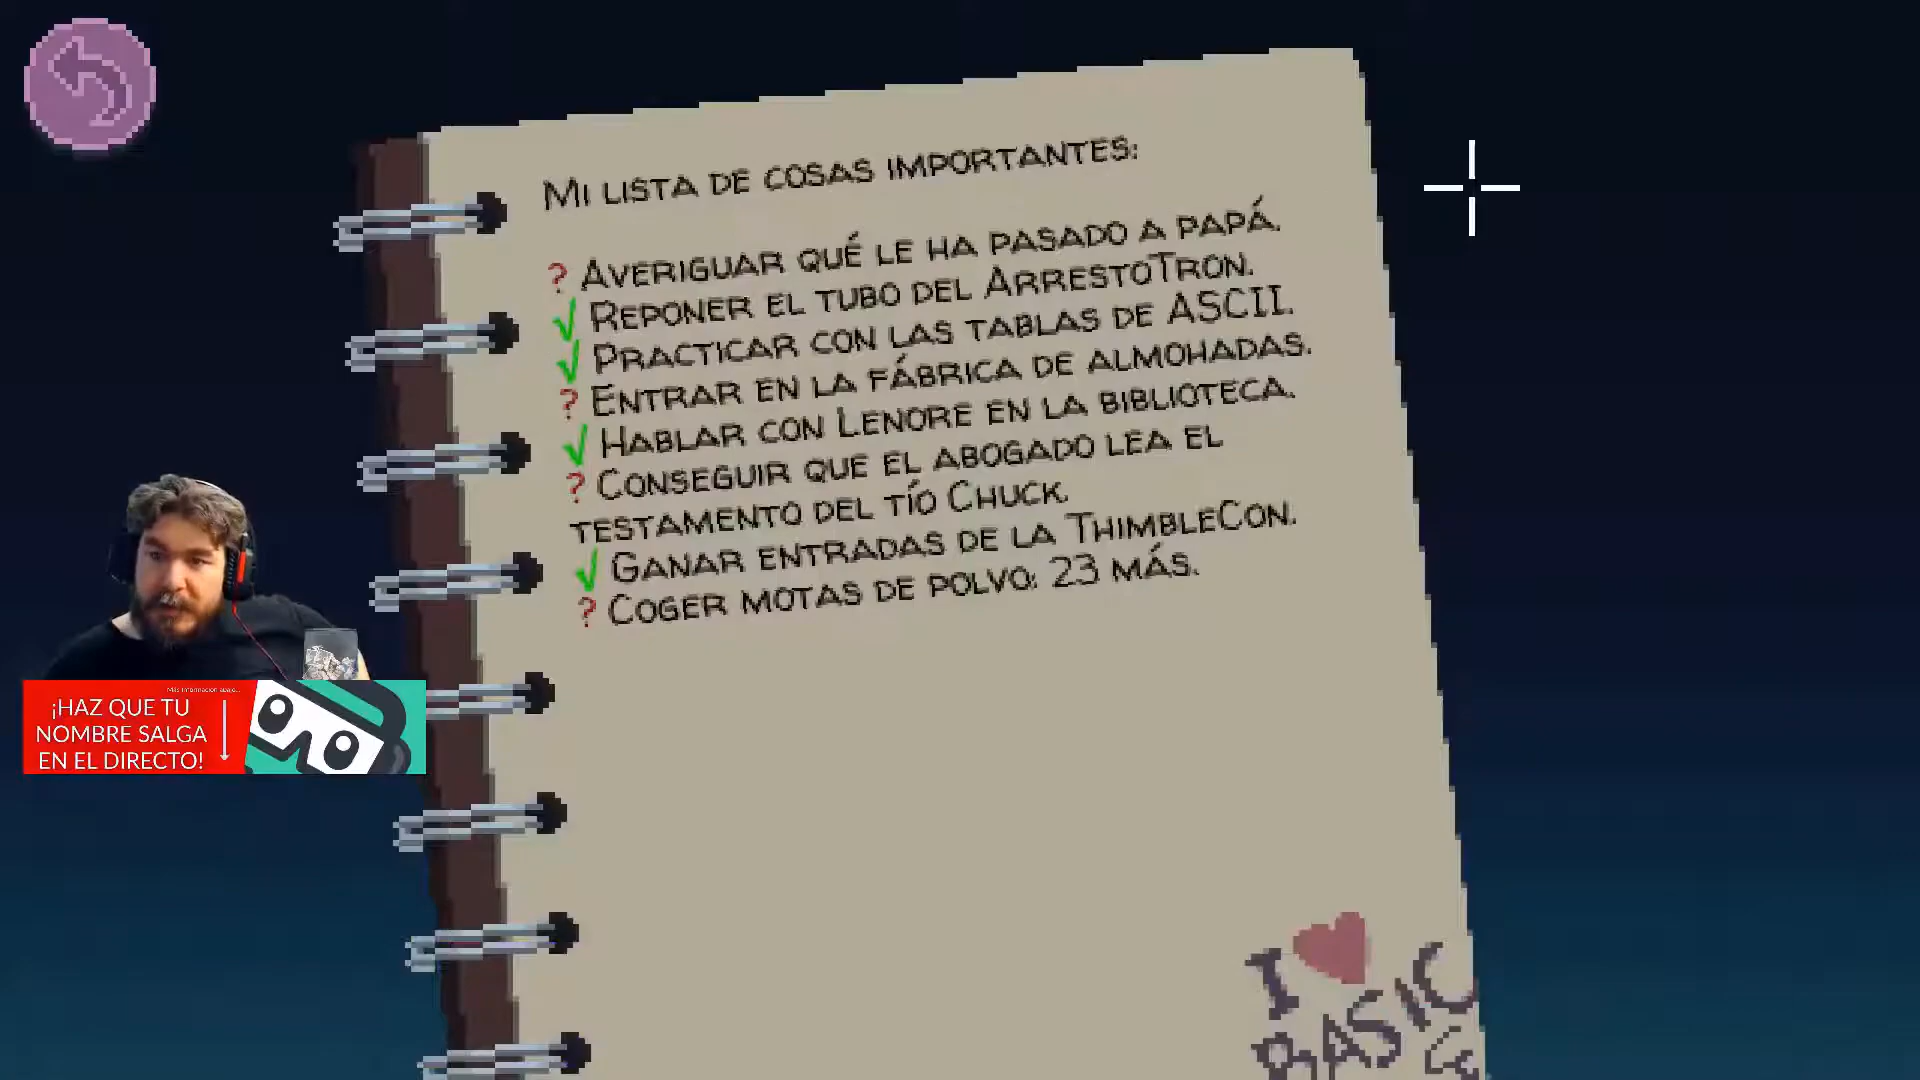 MI LISTA DE COSAS IMPORTANTES:
? AVERIGUAR QUÉ LE HA PASADO A PAPÁ.
√ REPONER EL TUBO DEL ARRESTOTRON.
√ PRACTICAR CON LAS TABLAS DE ASCII.
? ENTRAR EN LA FÁBRICA DE ALMOHADAS.
√ HABLAR CON LENORE EN LA BIBLIOTECA.
? CONSEGUIR QUE EL ABOGADO LEA EL
TESTAMENTO DEL TÍO CHUCK.
√ GANAR ENTRADAS DE LA THIMBLECON.
? COGER MOTAS DE POLVO: 23 MÁS.
Más información abajo...
¡HAZ QUE TU
NOMBRE SALGA
EN EL DIRECTO!
I ♥
BASIC